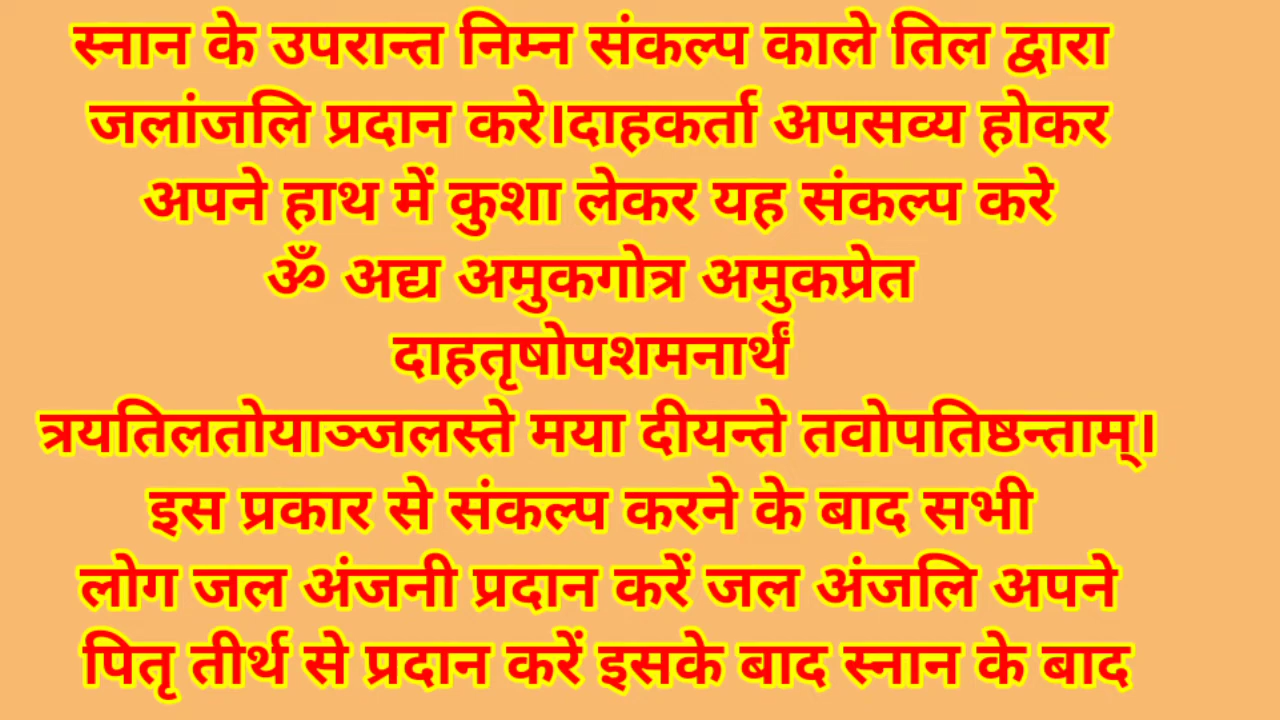 स्नान के उपरान्त निम्न संकल्प काले तिल द्वारा
जलांजलि प्रदान करे।दाहकर्ता अपसव्य होकर
अपने हाथ में कुशा लेकर यह संकल्प करे
ॐ अद्य अमुकगोत्र अमुकप्रेत
दाहतृषोपशमनार्थं
त्रयतिलतोयाञ्जलस्ते मया दीयन्ते तवोपतिष्ठन्ताम्।
इस प्रकार से संकल्प करने के बाद सभी
लोग जल अंजनी प्रदान करें जल अंजलि अपने
पितृ तीर्थ से प्रदान करें इसके बाद स्नान के बाद